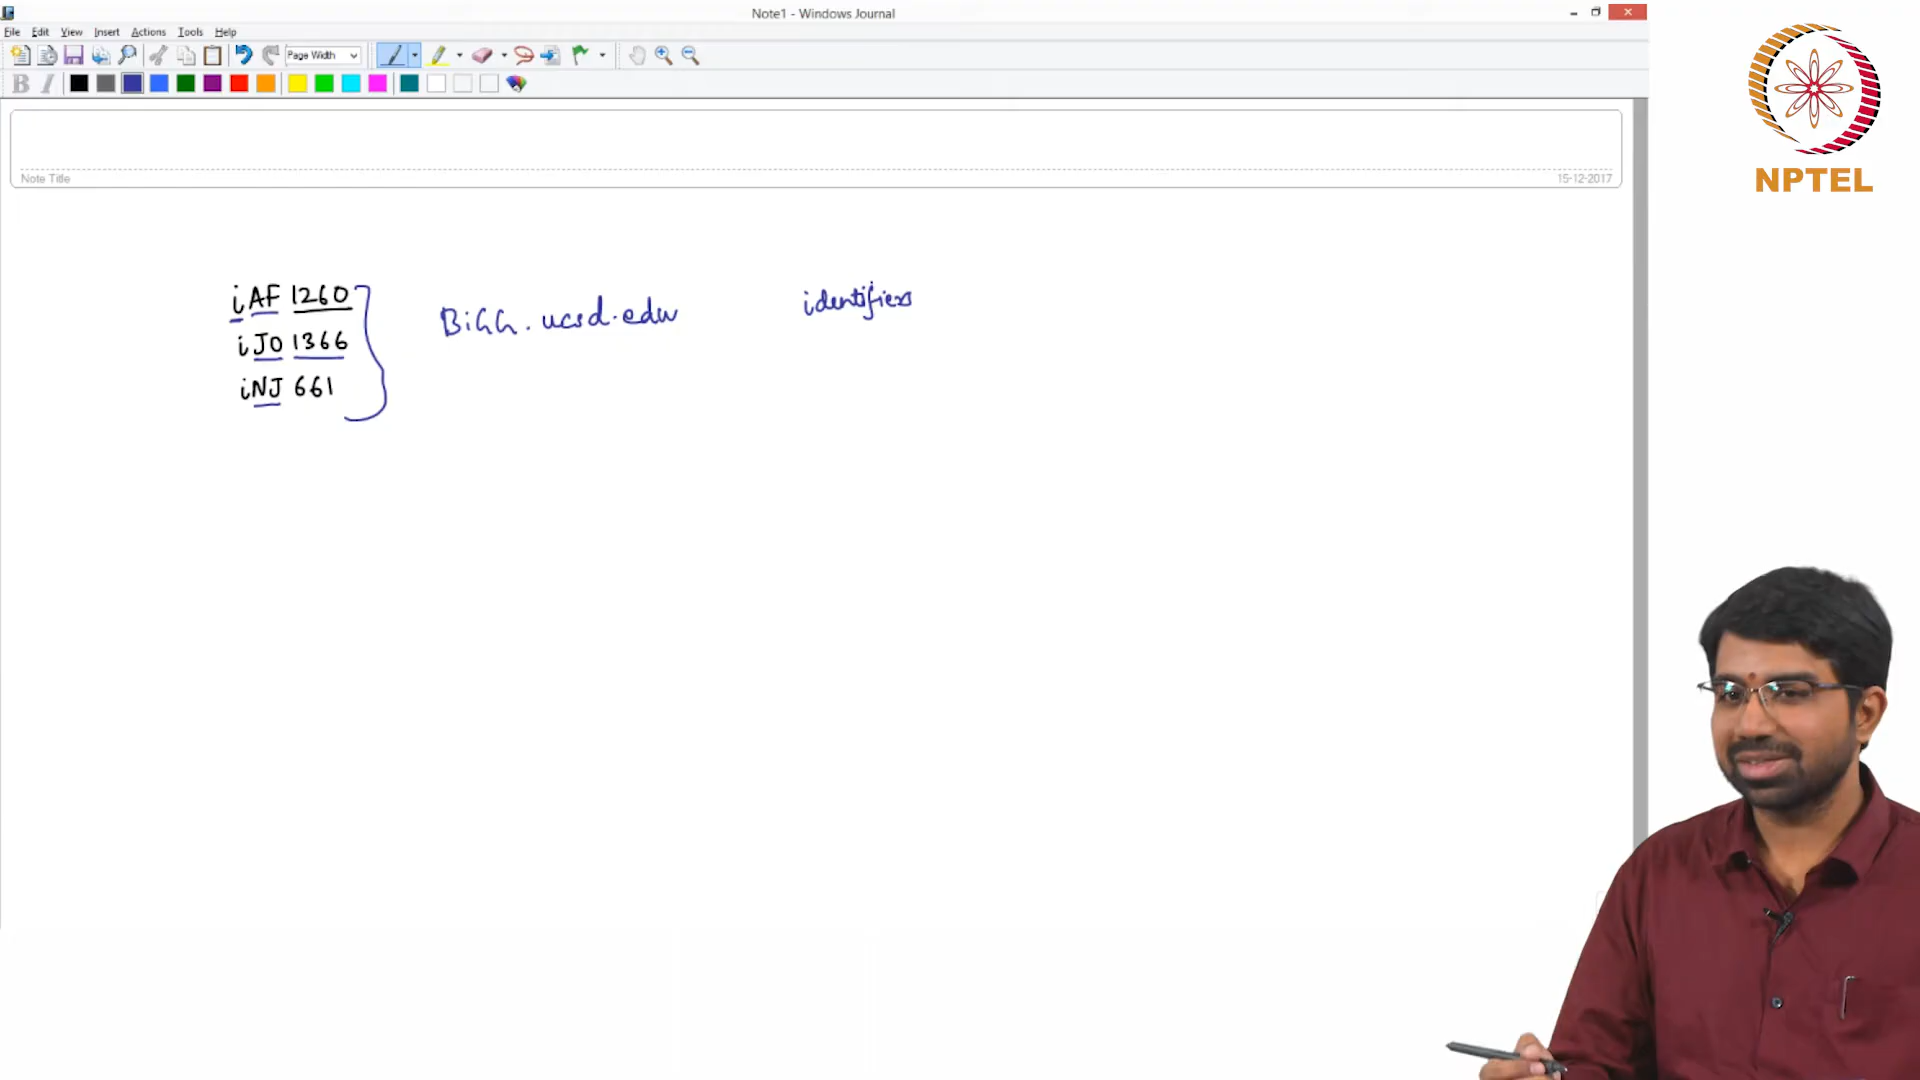 Note1 - Windows Journal
File Edit View Insert Actions Tools Help
Page Width
B I
Note Title
15-12-2017
iAF 1260
iJO 1366
iNJ 661
BiGG.ucsd.edu
identifiers
NPTEL